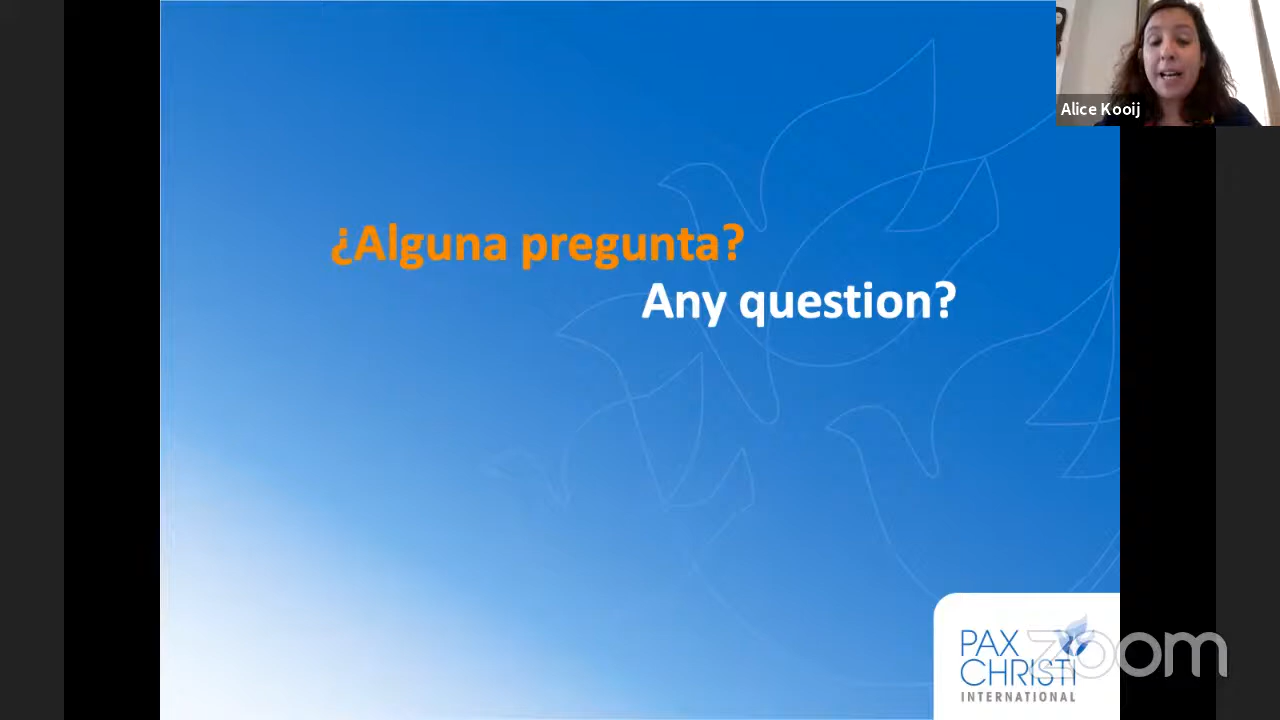 Alice Kooij
¿Alguna pregunta?
Any question?
PAX
CHRISTI
INTERNATIONAL
zoom